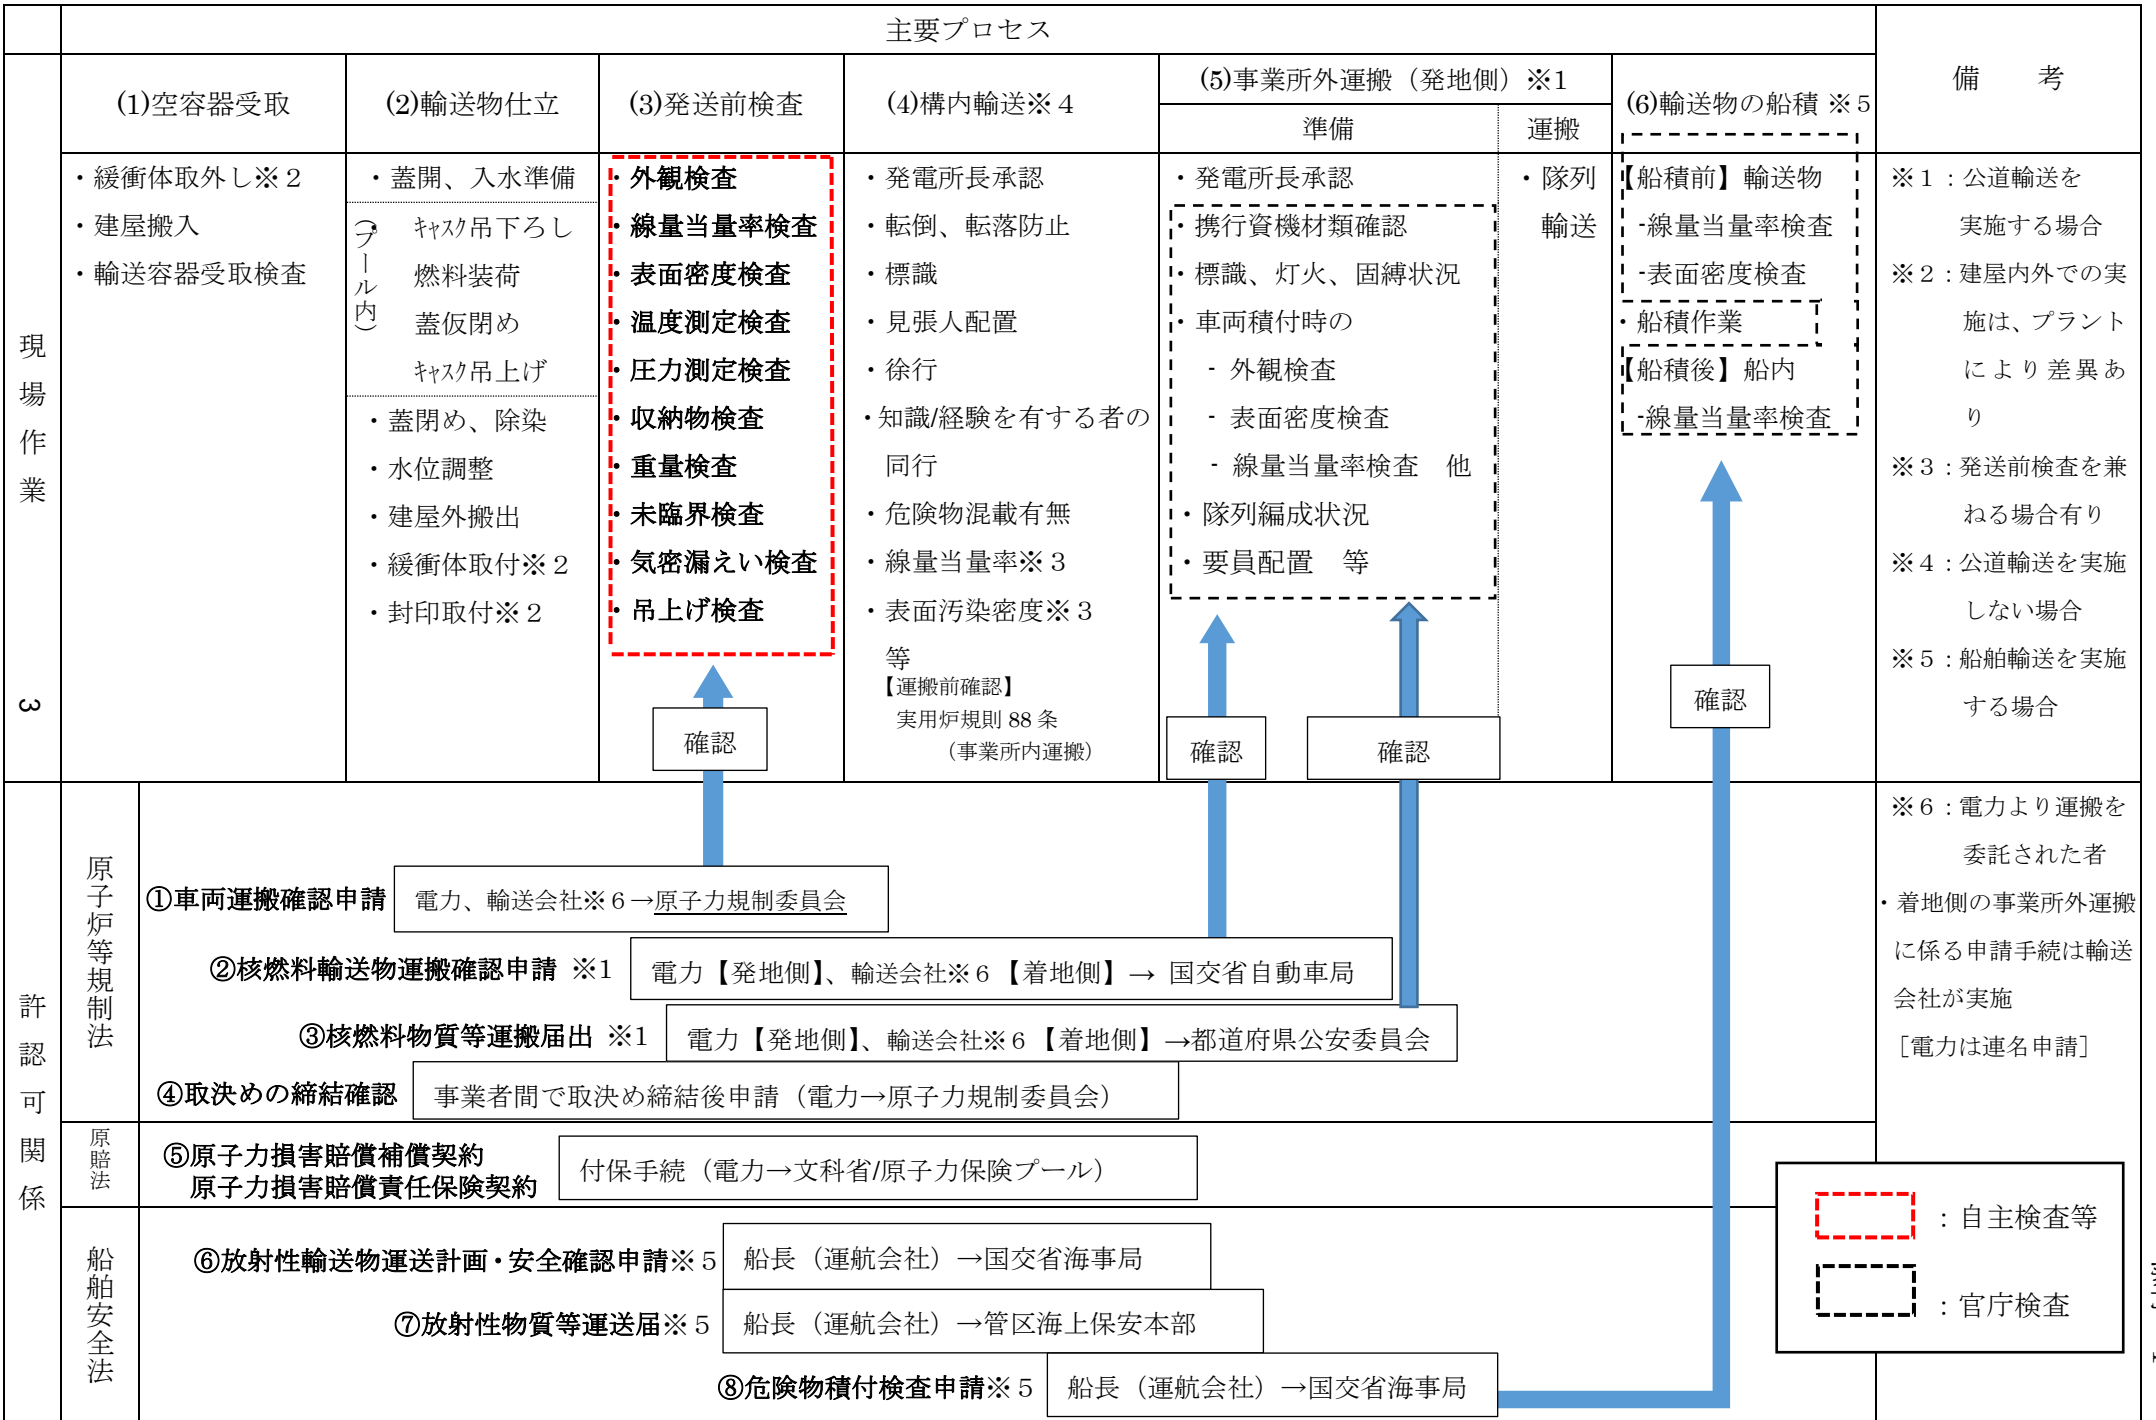 主要プロセス
備　考
(1)空容器受取
(2)輸送物仕立
(3)発送前検査
(4)構内輸送※４
(5)事業所外運搬（発地側）※1
準備
運搬
(6)輸送物の船積 ※５
現場作業
3
・緩衝体取外し※２
・建屋搬入
・輸送容器受取検査
・蓋開、入水準備
（プール内）
ｷｬｽｸ吊下ろし
燃料装荷
蓋仮閉め
ｷｬｽｸ吊上げ
・蓋閉め、除染
・水位調整
・建屋外搬出
・緩衝体取付※２
・封印取付※２
・外観検査
・線量当量率検査
・表面密度検査
・温度測定検査
・圧力測定検査
・収納物検査
・重量検査
・未臨界検査
・気密漏えい検査
・吊上げ検査
確認
・発電所長承認
・転倒、転落防止
・標識
・見張人配置
・徐行
・知識/経験を有する者の
同行
・危険物混載有無
・線量当量率※３
・表面汚染密度※３
等
【運搬前確認】
実用炉規則 88 条
（事業所内運搬）
・発電所長承認
・携行資機材類確認
・標識、灯火、固縛状況
・車両積付時の
- 外観検査
- 表面密度検査
- 線量当量率検査　他
・隊列編成状況
・要員配置　等
確認
確認
・隊列
輸送
【船積前】輸送物
-線量当量率検査
-表面密度検査
・船積作業
【船積後】船内
-線量当量率検査
確認
※１：公道輸送を
実施する場合
※２：建屋内外での実
施は、プラント
により差異あ
り
※３：発送前検査を兼
ねる場合有り
※４：公道輸送を実施
しない場合
※５：船舶輸送を実施
する場合
許認可関係
原子炉等規制法
①車両運搬確認申請
電力、輸送会社※６→原子力規制委員会
②核燃料輸送物運搬確認申請 ※1
電力【発地側】、輸送会社※６【着地側】→ 国交省自動車局
③核燃料物質等運搬届出 ※1
電力【発地側】、輸送会社※６【着地側】→都道府県公安委員会
④取決めの締結確認
事業者間で取決め締結後申請（電力→原子力規制委員会）
原賠法
⑤原子力損害賠償補償契約
原子力損害賠償責任保険契約
付保手続（電力→文科省/原子力保険プール）
船舶安全法
⑥放射性輸送物運送計画・安全確認申請※５
船長（運航会社）→国交省海事局
⑦放射性物質等運送届※５
船長（運航会社）→管区海上保安本部
⑧危険物積付検査申請※５
船長（運航会社）→国交省海事局
※６：電力より運搬を
委託された者
・着地側の事業所外運搬
に係る申請手続は輸送
会社が実施
［電力は連名申請］
：自主検査等
：官庁検査